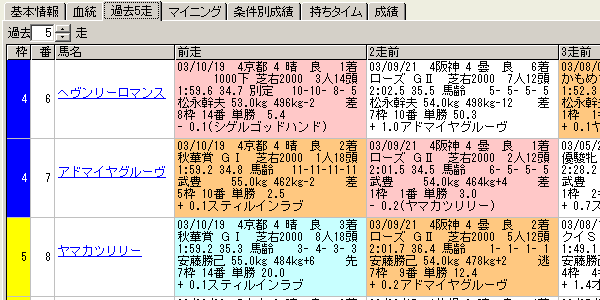 基本情報 血統 過去5走 マイニング 条件別成績 持ちタイム 成績
過去 5 走
枠 番 馬名 前走 2走前 3走前
4 6 ヘヴンリーロマンス
03/10/19 4京都 4 晴 良 1着
1000下 芝右2000 3人14頭
1:59.6 34.7 別定 10-10- 8- 5
松永幹夫 53.0kg 496kg-2 差
8枠 14番 単勝 5.4
- 0.1(シゲルゴッドハンド)
03/09/21 4阪神 4 曇 良 6着
ローズ GⅡ 芝右2000 7人12頭
2:02.5 35.5 馬齢 5- 5- 5- 5
松永幹夫 54.0kg 498kg-12 差
7枠 10番 単勝 50.3
+ 1.0アドマイヤグルーヴ
03/08/
かもめ
1:52.3
松永幹
7枠 1
+ 0.1ヤ
4 7 アドマイヤグルーヴ
03/10/19 4京都 4 晴 良 2着
秋華賞 GⅠ 芝右2000 1人18頭
1:59.2 34.8 馬齢 11-11-11-11
武豊 55.0kg 462kg-2 差
5枠 10番 単勝 2.5
+ 0.1スティルインラブ
03/09/21 4阪神 4 曇 良 1着
ローズ GⅡ 芝右2000 2人12頭
2:01.5 35.4 馬齢 6- 5- 5- 5
武豊 54.0kg 464kg+4 差
1枠 1番 単勝 3.0
- 0.2(ヤマカツリリー)
03/05/2
優駿牝
2:28.2
武豊
5 8 ヤマカツリリー
03/10/19 4京都 4 晴 良 3着
秋華賞 GⅠ 芝右2000 8人18頭
1:59.2 35.3 馬齢 3- 4- 3- 3
安藤勝己 55.0kg 484kg+6 先
7枠 14番 単勝 20.0
+ 0.1スティルインラブ
03/09/21 4阪神 4 曇 良 2着
ローズ GⅡ 芝右2000 5人12頭
2:01.7 36.4 馬齢 1- 1- 1- 1
安藤勝己 54.0kg 478kg+2 逃
7枠 9番 単勝 12.4
+ 0.2アドマイヤグルーヴ
03/08/3
クイー
1:49.1
安藤勝